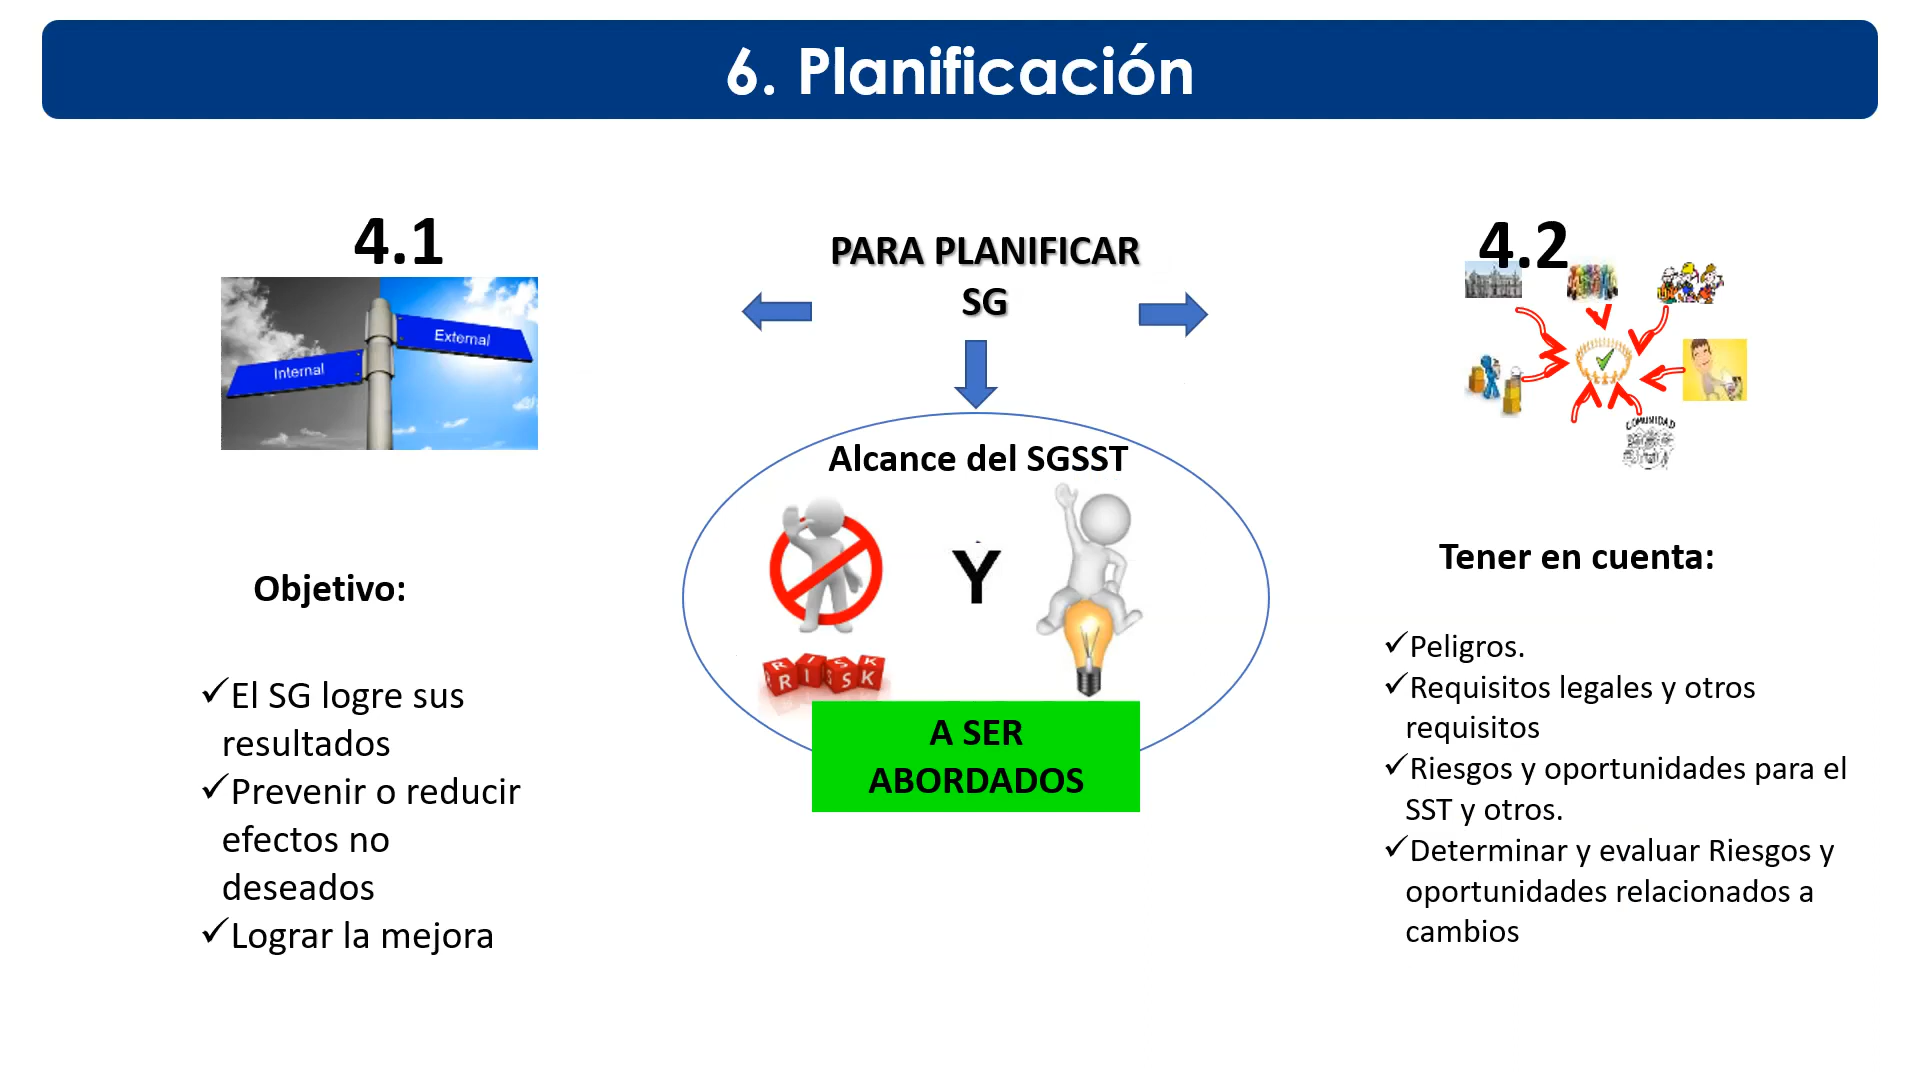 6. Planificación
4.1
Internal
External
Objetivo:
✓El SG logre sus
resultados
✓Prevenir o reducir
efectos no
deseados
✓Lograr la mejora
PARA PLANIFICAR
SG
Alcance del SGSST
Y
RISK
RISSK
A SER
ABORDADOS
4.2
COMUNIDAD
Tener en cuenta:
✓Peligros.
✓Requisitos legales y otros
requisitos
✓Riesgos y oportunidades para el
SST y otros.
✓Determinar y evaluar Riesgos y
oportunidades relacionados a
cambios